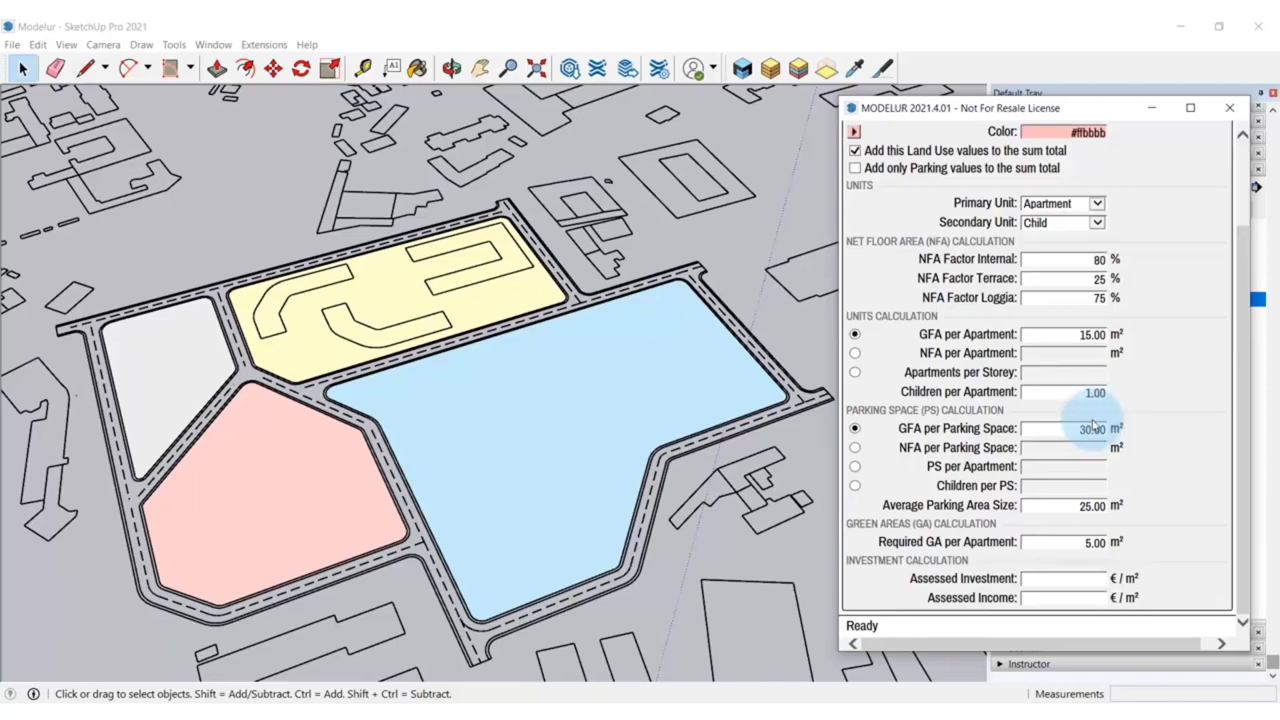 Modelur - SketchUp Pro 2021
File Edit View Camera Draw Tools Window Extensions Help
A1
Default Tray
MODELUR 2021.4.01 - Not For Resale License
Color: #ffbbbb
Add this Land Use values to the sum total
Add only Parking values to the sum total
UNITS
Primary Unit: Apartment
Secondary Unit: Child
NET FLOOR AREA (NFA) CALCULATION
NFA Factor Internal: 80 %
NFA Factor Terrace: 25 %
NFA Factor Loggia: 75 %
UNITS CALCULATION
GFA per Apartment: 15.00 m²
NFA per Apartment: m²
Apartments per Storey:
Children per Apartment: 1.00
PARKING SPACE (PS) CALCULATION
GFA per Parking Space: 30.00 m²
NFA per Parking Space: m²
PS per Apartment:
Children per PS:
Average Parking Area Size: 25.00 m²
GREEN AREAS (GA) CALCULATION
Required GA per Apartment: 5.00 m²
INVESTMENT CALCULATION
Assessed Investment: € / m²
Assessed Income: € / m²
Ready
Instructor
Click or drag to select objects. Shift = Add/Subtract. Ctrl = Add. Shift + Ctrl = Subtract.
Measurements